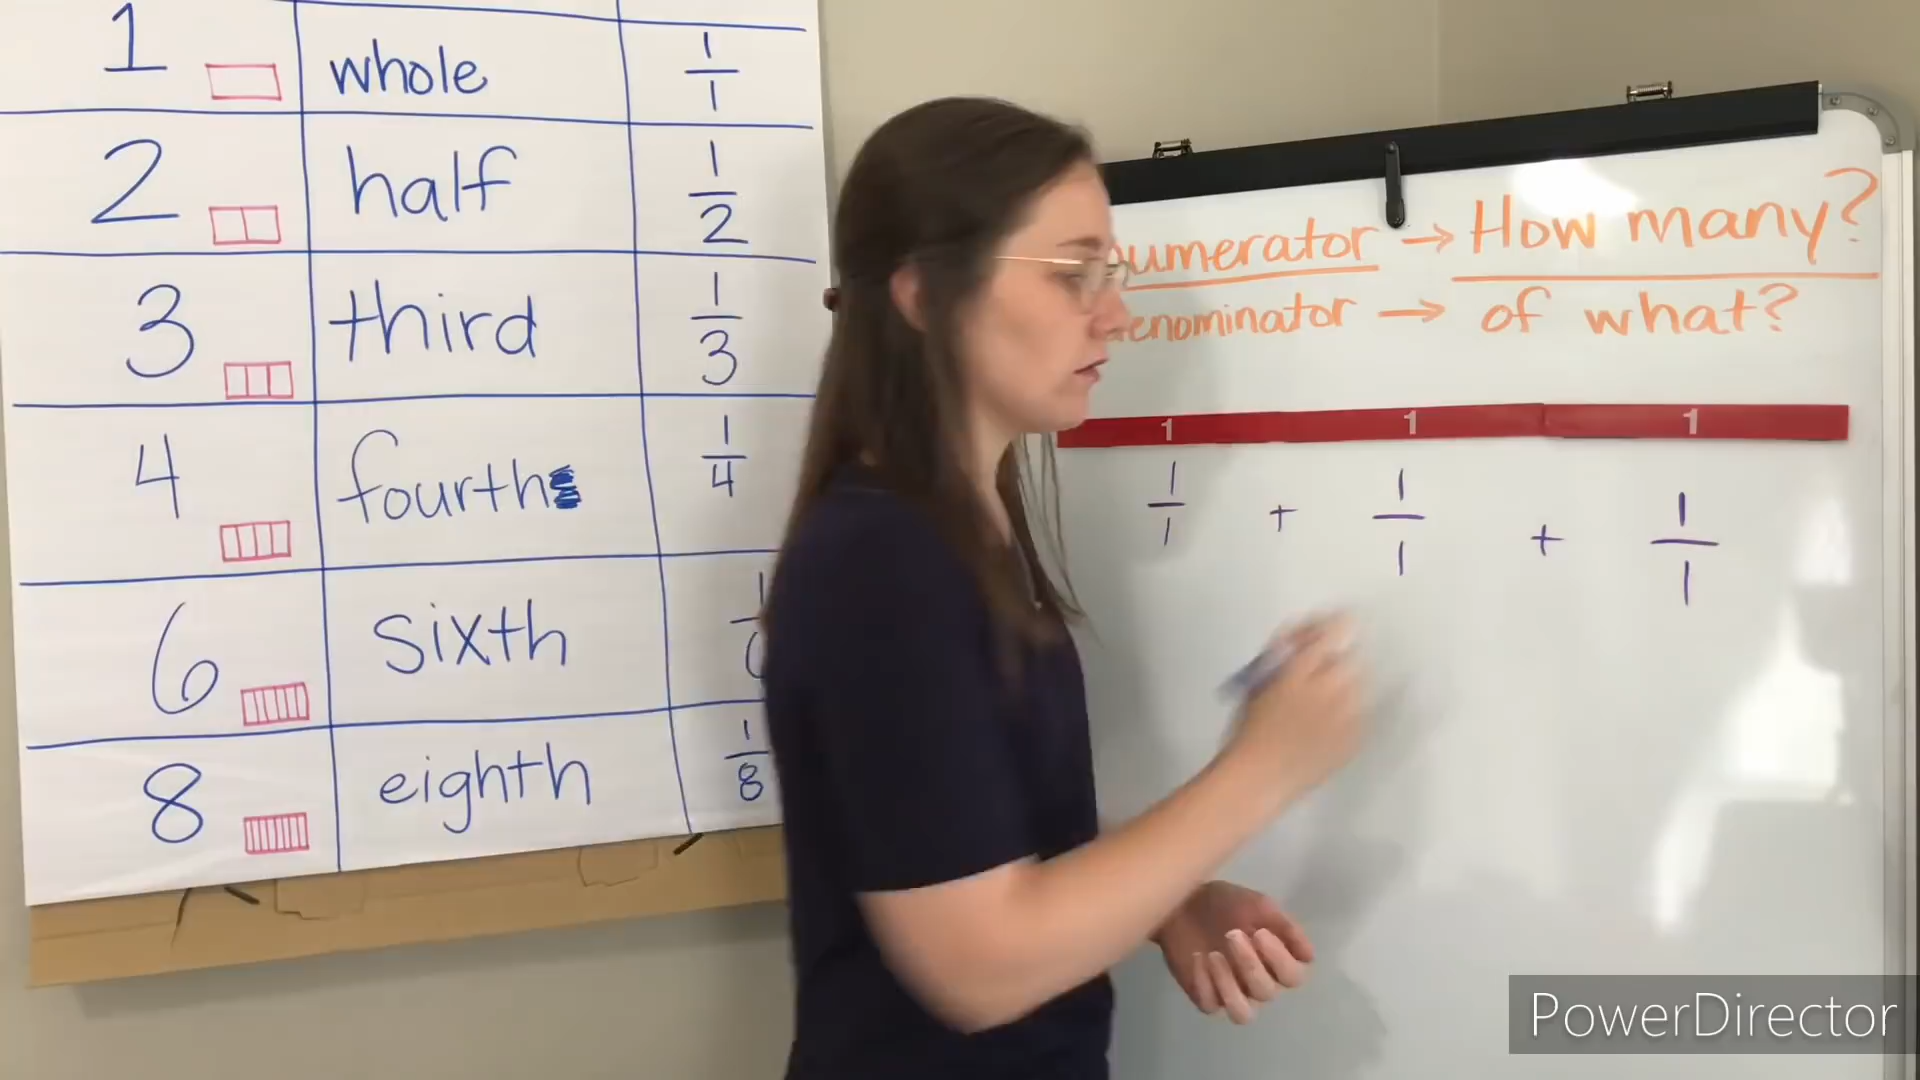 1 whole 1/1
2 half 1/2
3 third 1/3
4 fourth 1/4
6 sixth
8 eighth 1/8
umerator → How many?
enominator → of what?
1 1 1
1/1 + 1/1 + 1/1
PowerDirector